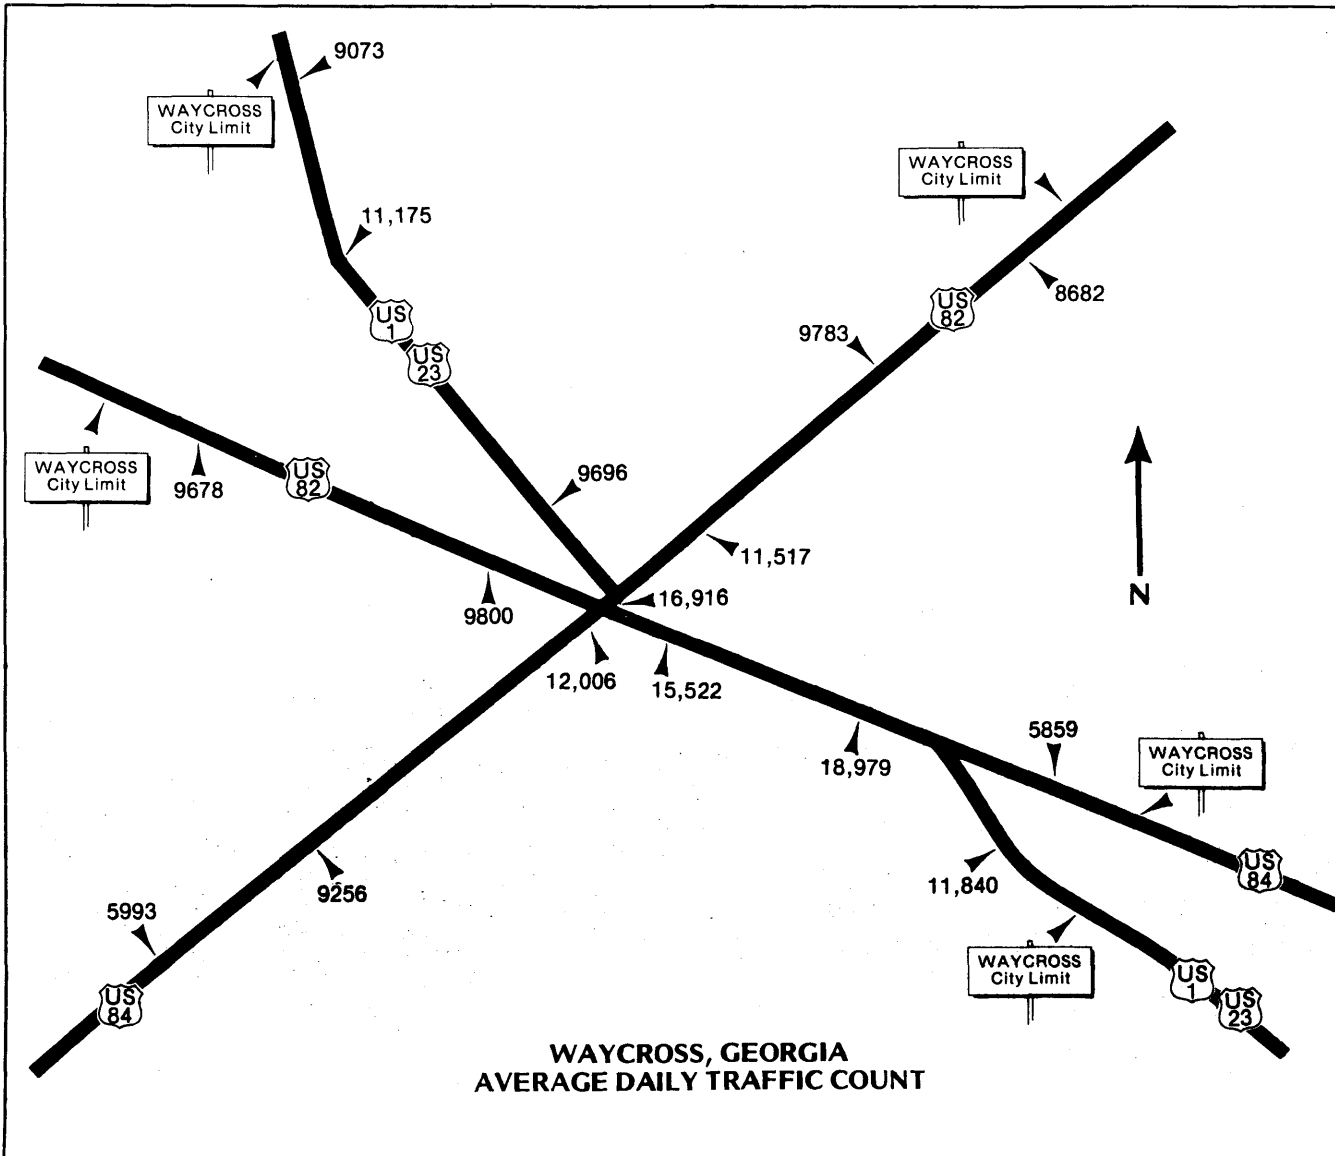 9073
WAYCROSS
City Limit
WAYCROSS
City Limit
11,175
8682
US
82
US
1
9783
US
23
WAYCROSS
City Limit
9678
US
82
9696
11,517
N
9800
16,916
12,006
15,522
5859
18,979
WAYCROSS
City Limit
9256
11,840
US
84
5993
WAYCROSS
City Limit
US
1
US
23
US
84
WAYCROSS, GEORGIA
AVERAGE DAILY TRAFFIC COUNT